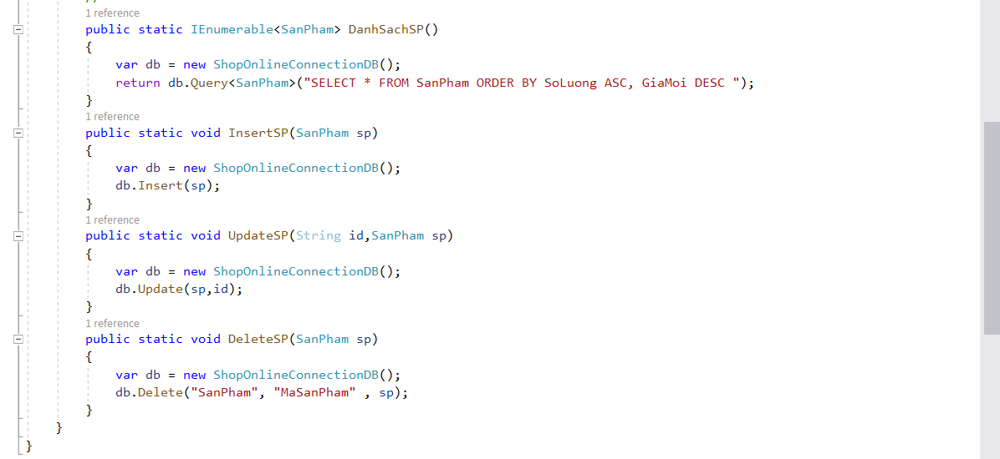 //
1 reference
public static IEnumerable<SanPham> DanhSachSP()
{
var db = new ShopOnlineConnectionDB();
return db.Query<SanPham>("SELECT * FROM SanPham ORDER BY SoLuong ASC, GiaMoi DESC ");
}
1 reference
public static void InsertSP(SanPham sp)
{
var db = new ShopOnlineConnectionDB();
db.Insert(sp);
}
1 reference
public static void UpdateSP(String id,SanPham sp)
{
var db = new ShopOnlineConnectionDB();
db.Update(sp,id);
}
1 reference
public static void DeleteSP(SanPham sp)
{
var db = new ShopOnlineConnectionDB();
db.Delete("SanPham", "MaSanPham" , sp);
}
}
}